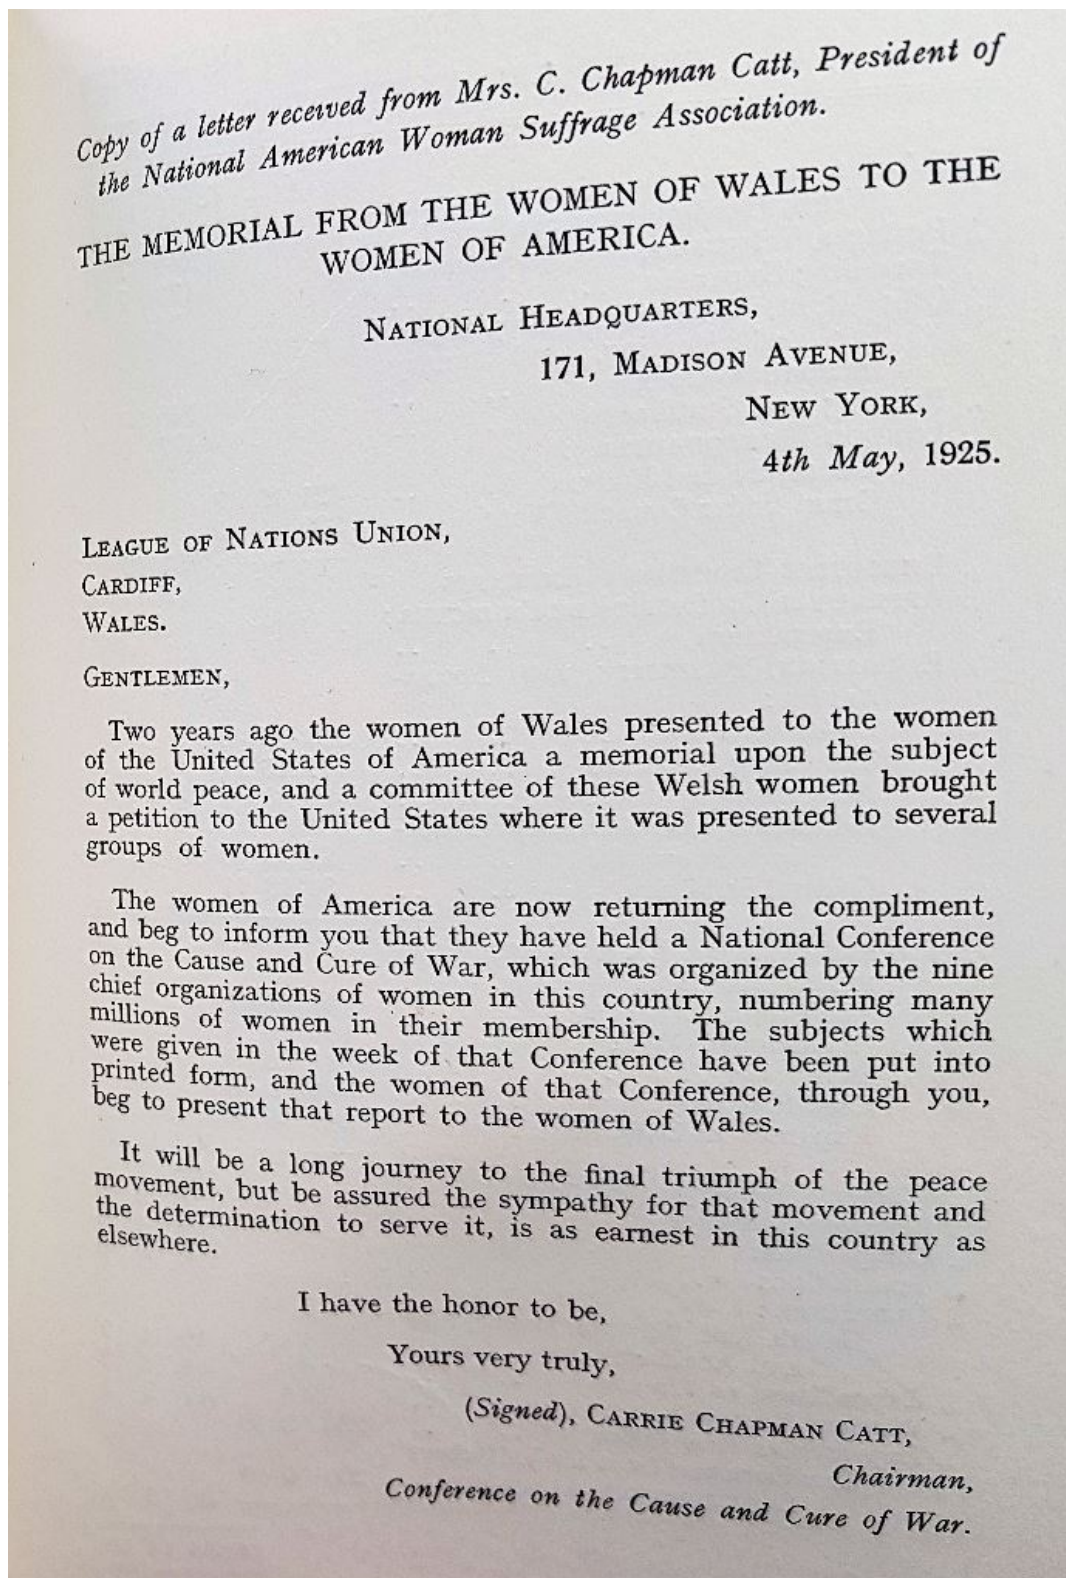 Copy of a letter received from Mrs. C. Chapman Catt, President of
the National American Woman Suffrage Association.
THE MEMORIAL FROM THE WOMEN OF WALES TO THE
WOMEN OF AMERICA.
NATIONAL HEADQUARTERS,
171, MADISON AVENUE,
NEW YORK,
4th May, 1925.
LEAGUE OF NATIONS UNION,
CARDIFF,
WALES.
GENTLEMEN,
Two years ago the women of Wales presented to the women
of the United States of America a memorial upon the subject
of world peace, and a committee of these Welsh women brought
a petition to the United States where it was presented to several
groups of women.
The women of America are now returning the compliment,
and beg to inform you that they have held a National Conference
on the Cause and Cure of War, which was organized by the nine
chief organizations of women in this country, numbering many
millions of women in their membership. The subjects which
were given in the week of that Conference have been put into
printed form, and the women of that Conference, through you,
beg to present that report to the women of Wales.
It will be a long journey to the final triumph of the peace
movement, but be assured the sympathy for that movement and
the determination to serve it, is as earnest in this country as
elsewhere.
I have the honor to be,
Yours very truly,
(Signed), CARRIE CHAPMAN CATT,
Chairman,
Conference on the Cause and Cure of War.